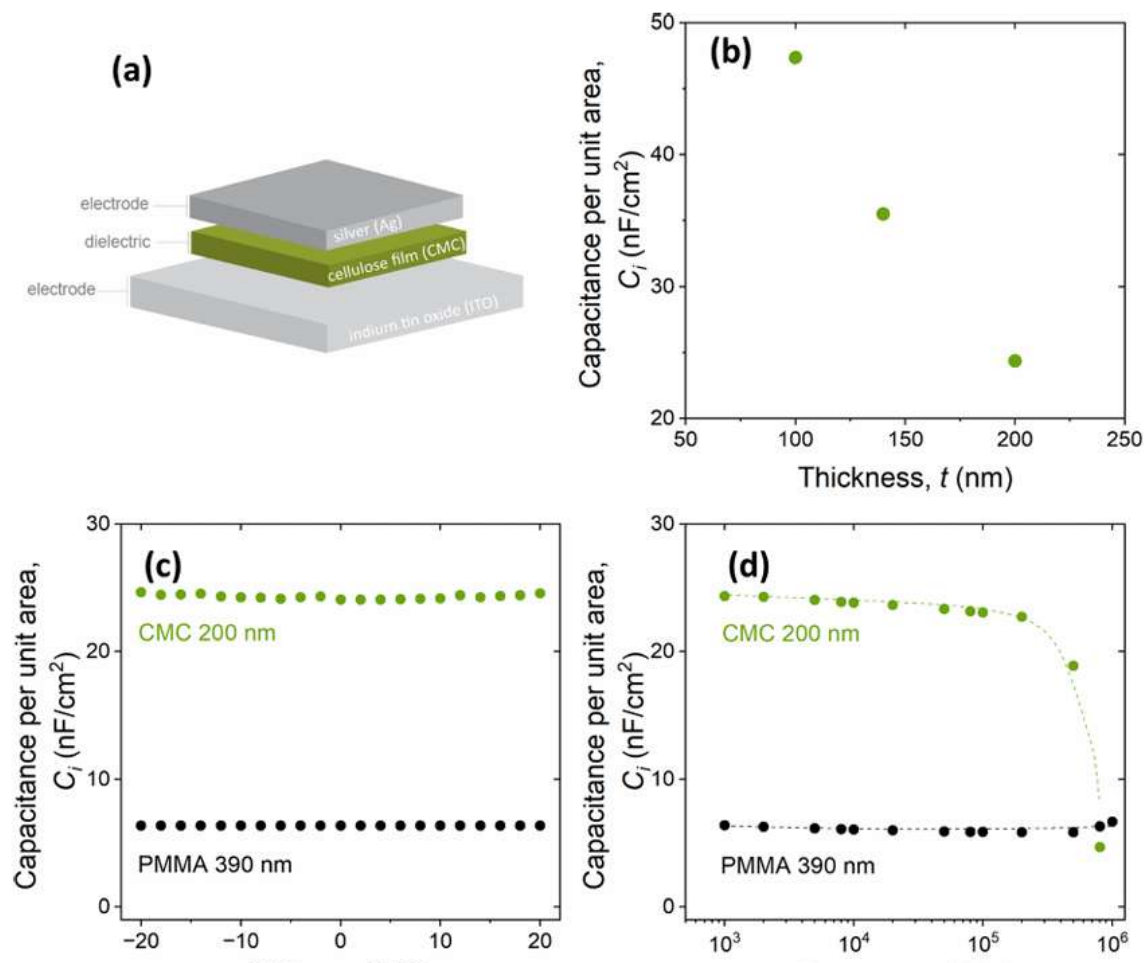 (a)
electrode
silver (Ag)
dielectric
cellulose film (CMC)
electrode
indium tin oxide (ITO)
(b)
Capacitance per unit area,
C_i (nF/cm²)
50
40
30
20
50
100
150
200
250
Thickness, t (nm)
(c)
Capacitance per unit area,
C_i (nF/cm²)
30
20
10
0
CMC 200 nm
PMMA 390 nm
−20
−10
0
10
20
(d)
Capacitance per unit area,
C_i (nF/cm²)
30
20
10
0
CMC 200 nm
PMMA 390 nm
10³
10⁴
10⁵
10⁶